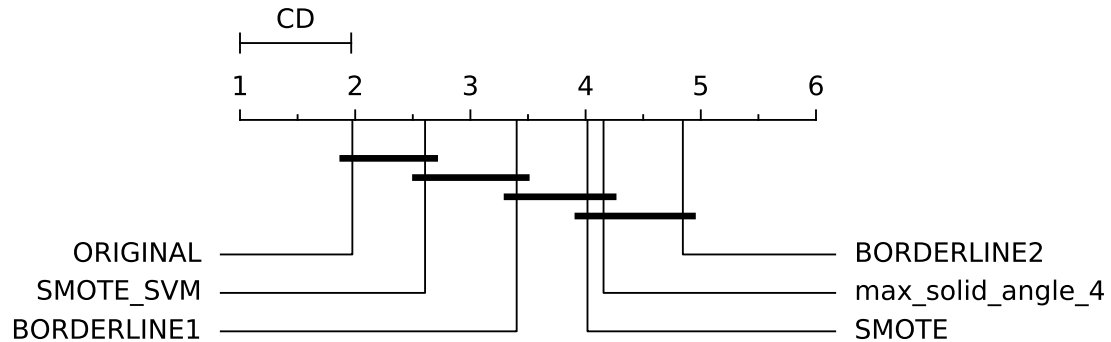 CD
1 2 3 4 5 6
ORIGINAL BORDERLINE2
SMOTE_SVM max_solid_angle_4
BORDERLINE1 SMOTE